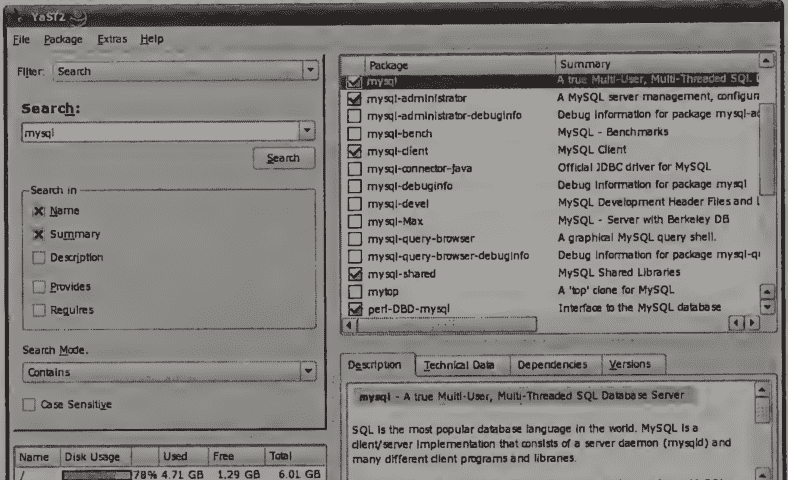 YaST2
File Package Extras Help
Filter: Search
Search:
mysql
Search
Search in
Name
Summary
Description
Provides
Requires
Search Mode.
Contains
Case Sensitive
Name Disk Usage Used Free Total
/ 78% 4.71 GB 1.29 GB 6.01 GB
Package Summary
mysql A true Multi-User, Multi-Threaded SQL
mysql-administrator A MySQL server management, configun
mysql-administrator-debuginfo Debug Information for package mysql-ad
mysql-bench MySQL - Benchmarks
mysql-client MySQL Client
mysql-connector-java Official JDBC driver for MySQL
mysql-debuginfo Debug Information for package mysql
mysql-devel MySQL Development Header Files and L
mysql-Max MySQL - Server with Berkeley DB
mysql-query-browser A graphical MySQL query shell.
mysql-query-browser-debuginfo Debug Information for package mysql-q
mysql-shared MySQL Shared Libraries
mytop A 'top' clone for MySQL
perl-DBD-mysql Interface to the MySQL database
Description Technical Data Dependencies Versions
mysql - A true Multi-User, Multi-Threaded SQL Database Server
SQL is the most popular database language in the world. MySQL is a
client/server implementation that consists of a server daemon (mysqld) and
many different client programs and libraries.